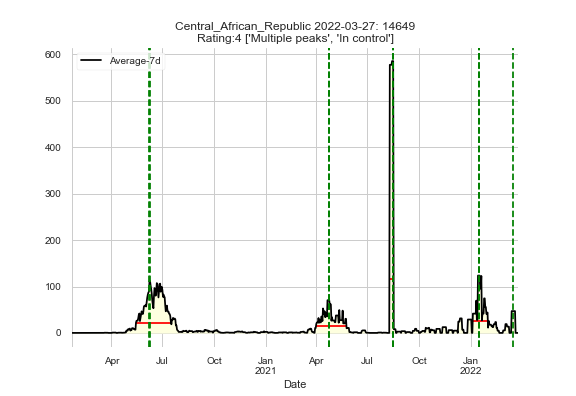 Central_African_Republic 2022-03-27: 14649
Rating:4 ['Multiple peaks', 'In control']
Average-7d
600
500
400
300
200
100
0
Apr
Jul
Oct
Jan
2021
Apr
Jul
Oct
Jan
2022
Date